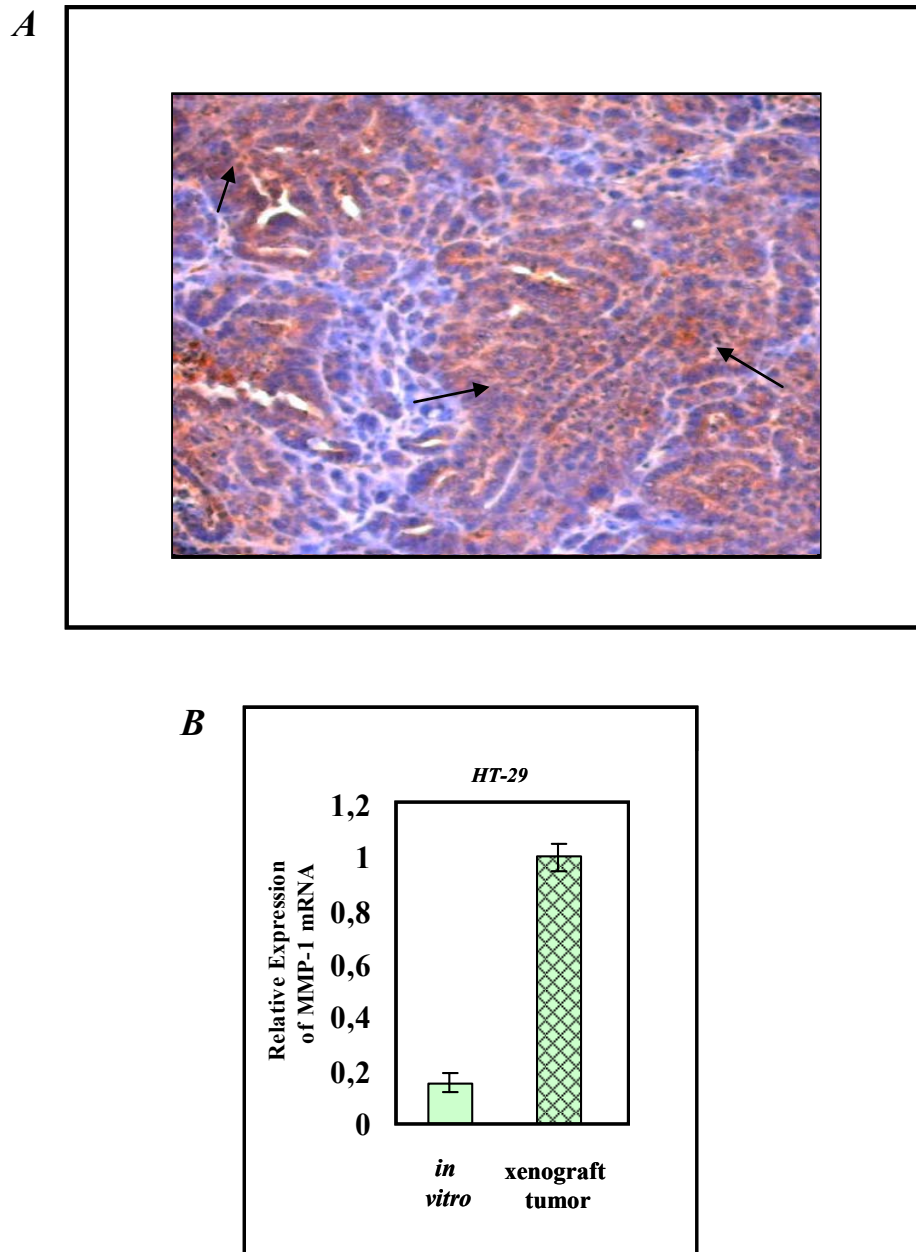 A
B
HT-29
Relative Expression
of MMP-1 mRNA
1,2
1
0,8
0,6
0,4
0,2
0
in
vitro
xenograft
tumor